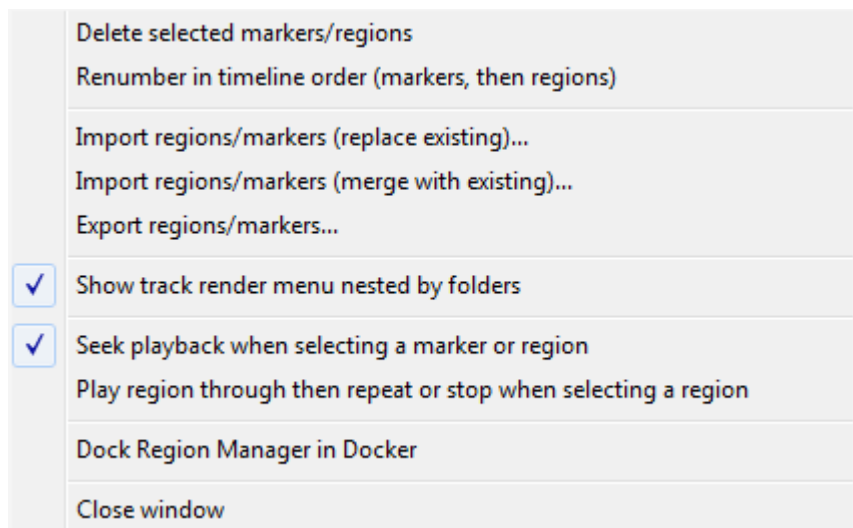 Delete selected markers/regions
Renumber in timeline order (markers, then regions)
Import regions/markers (replace existing)...
Import regions/markers (merge with existing)...
Export regions/markers...
Show track render menu nested by folders
Seek playback when selecting a marker or region
Play region through then repeat or stop when selecting a region
Dock Region Manager in Docker
Close window